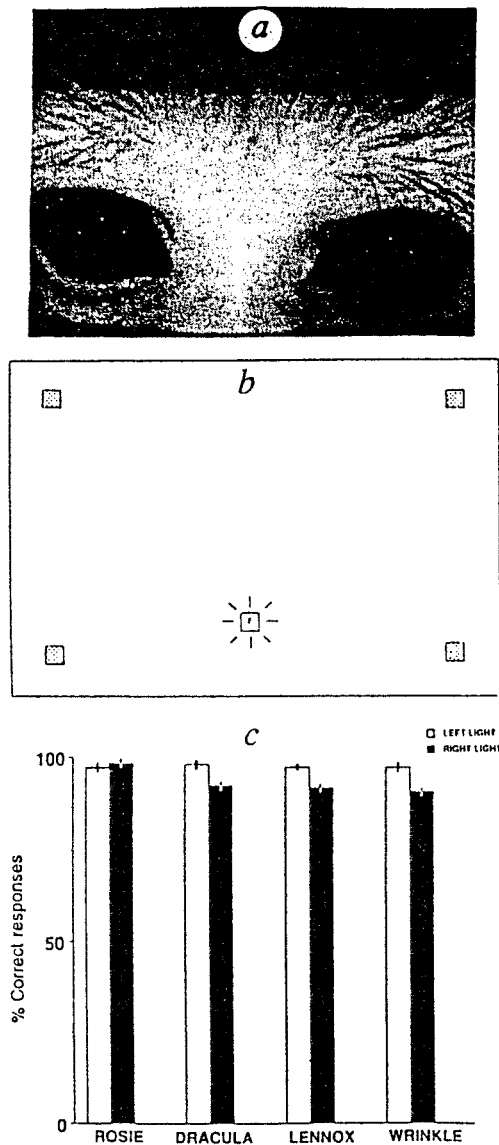 a
b
c
LEFT LIGHT
RIGHT LIGHT
% Correct responses
100
50
0
ROSIE DRACULA LENNOX WRINKLE